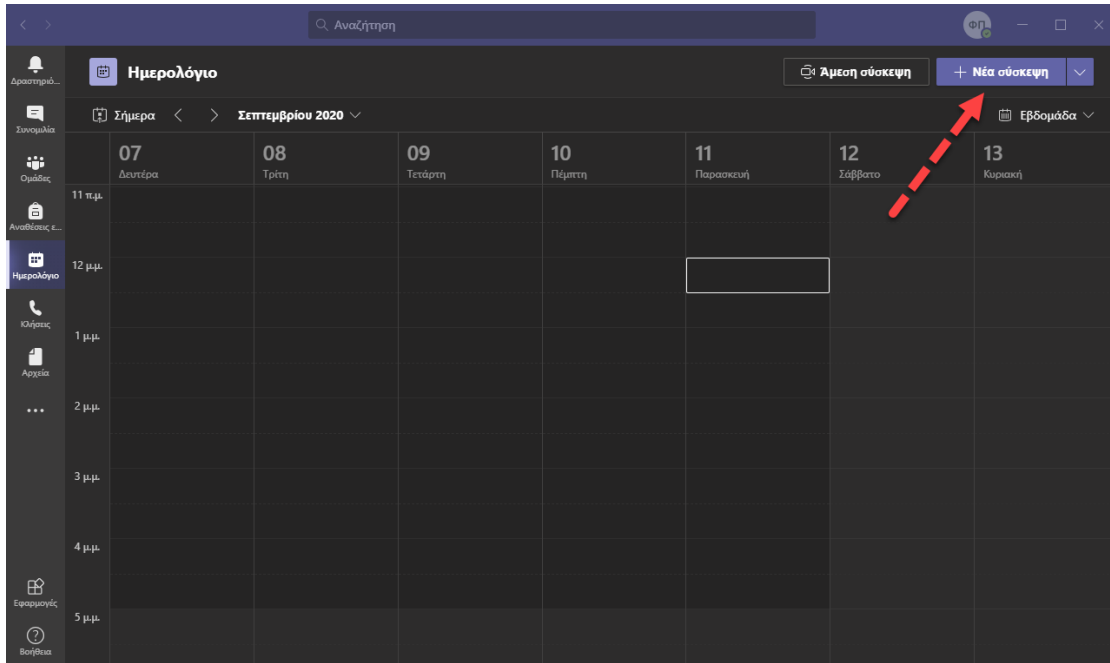 Αναζήτηση
ΦΠ
Δραστηριό...
Ημερολόγιο
Άμεση σύσκεψη
Νέα σύσκεψη
Συνομιλία
Σήμερα
Σεπτεμβρίου 2020
Εβδομάδα
Ομάδες
07
08
09
10
11
12
13
Δευτέρα
Τρίτη
Τετάρτη
Πέμπτη
Παρασκευή
Σάββατο
Κυριακή
11 π.μ.
Αναθέσεις ε...
Ημερολόγιο
12 μ.μ.
Κλήσεις
1 μ.μ.
Αρχεία
2 μ.μ.
3 μ.μ.
4 μ.μ.
Εφαρμογές
5 μ.μ.
Βοήθεια